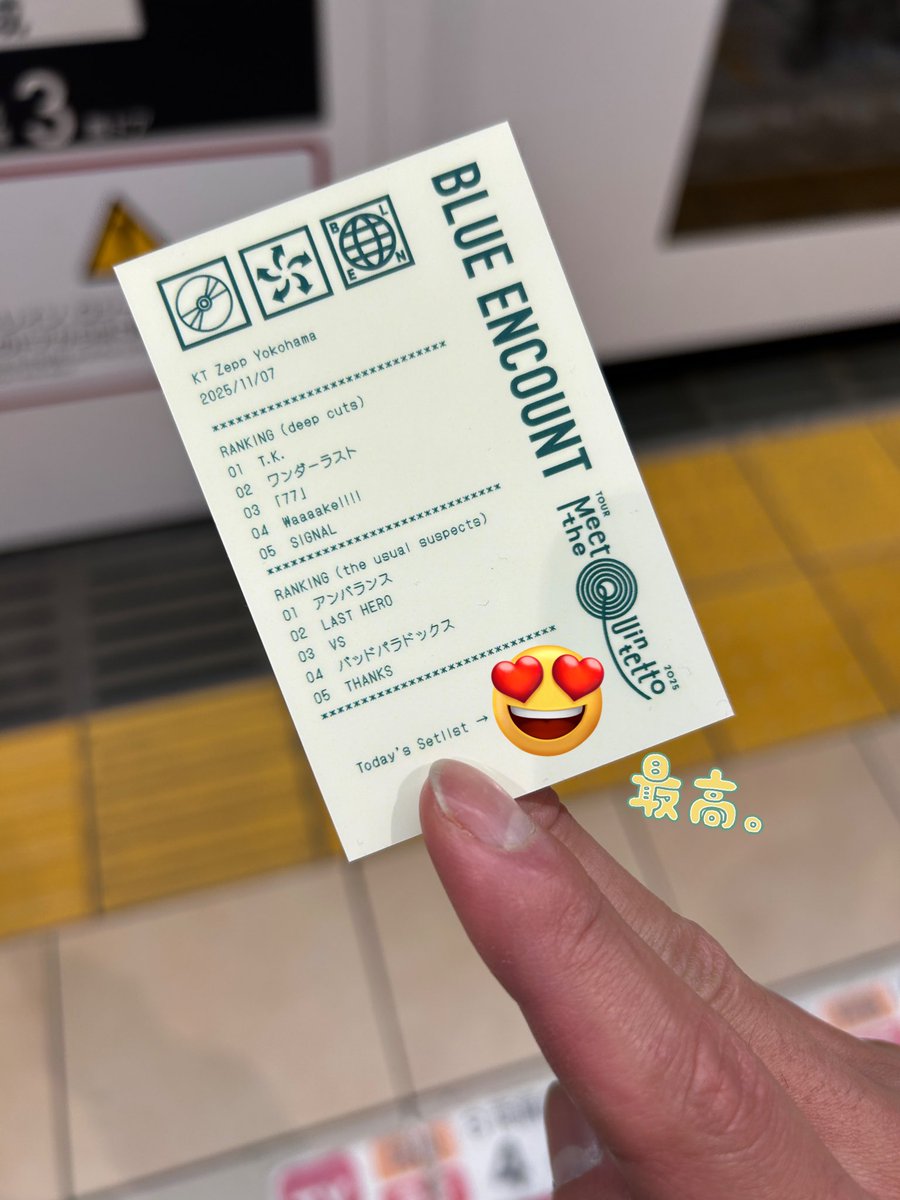 BLUE ENCOUNT
TOUR
Meet
the
Quintetto
2025
B L
E N
KT Zepp Yokohama
2025/11/07
RANKING (deep cuts)
01 T.K.
02 ワンダーラスト
03 「77」
04 Waaaake!!!!
05 SIGNAL
RANKING (the usual suspects)
01 アンバランス
02 LAST HERO
03 VS
04 バッドパラドックス
05 THANKS
Today's Setlist →
最高。
3
4